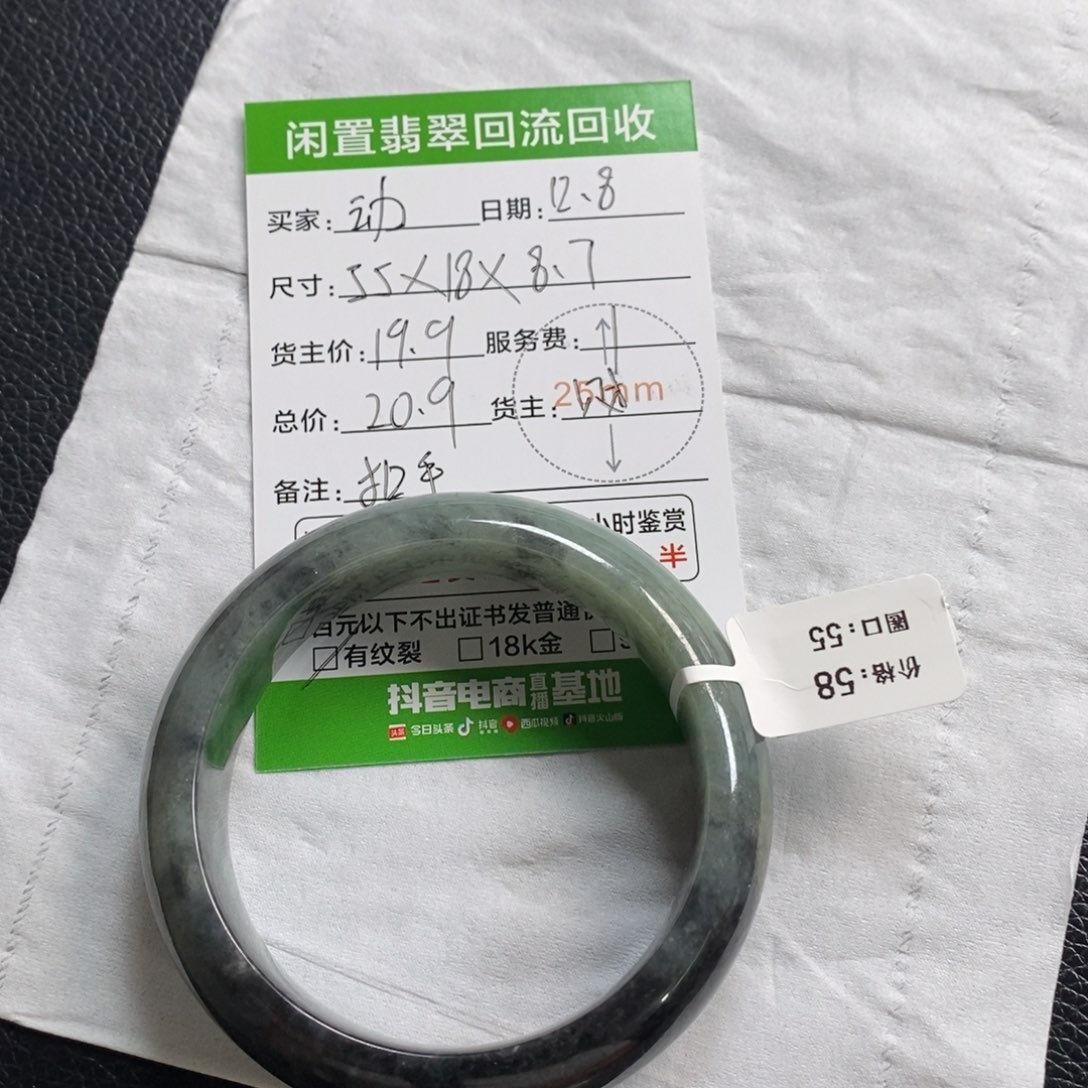 闲置翡翠回流回收
买家: 动 日期: 12.8
尺寸: 55X18X8.7
货主价: 19.9 服务费: 1
总价: 20.9 货主:
25mm
备注: 扣手
小时鉴赏
半
百元以下不出证书发普通
有纹裂 18k金
抖音电商直播基地
头条 今日头条 抖音 西瓜视频 抖音火山版
圈口:55
价格:58